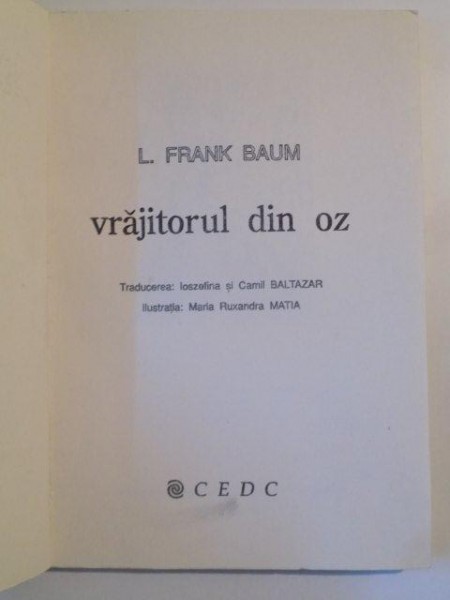 L. FRANK BAUM
vrăjitorul din oz
Traducerea: Ioszefina și Camil BALTAZAR
Ilustrația: Maria Ruxandra MATIA
CEDC